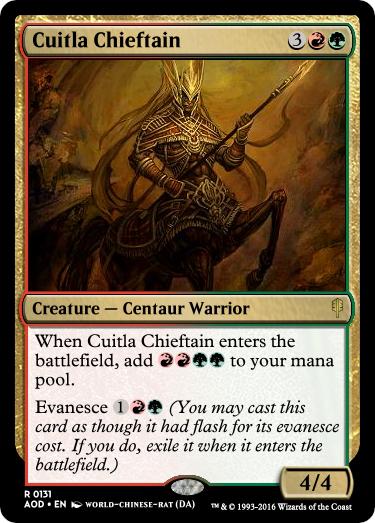 Cuitla Chieftain 3
Creature — Centaur Warrior
When Cuitla Chieftain enters the
battlefield, add to your mana
pool.
Evanesce 1 (You may cast this
card as though it had flash for its evanesce
cost. If you do, exile it when it enters the
battlefield.)
4/4
R 0131
AOD • EN WORLD-CHINESE-RAT (DA)
™ & © 1993-2016 Wizards of the Coast